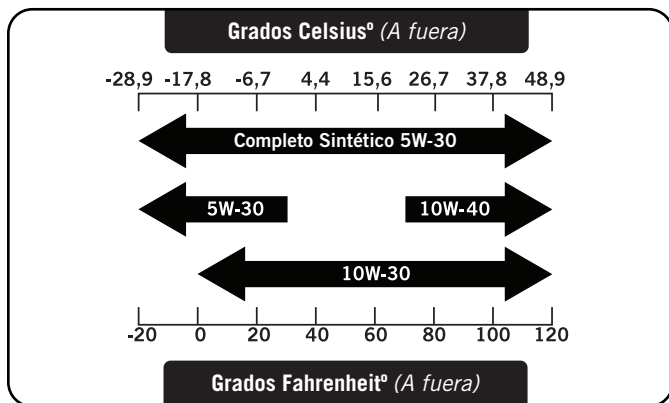 Grados Celsiusº (A fuera)
-28,9 -17,8 -6,7 4,4 15,6 26,7 37,8 48,9
Completo Sintético 5W-30
5W-30 10W-40
10W-30
-20 0 20 40 60 80 100 120
Grados Fahrenheitº (A fuera)